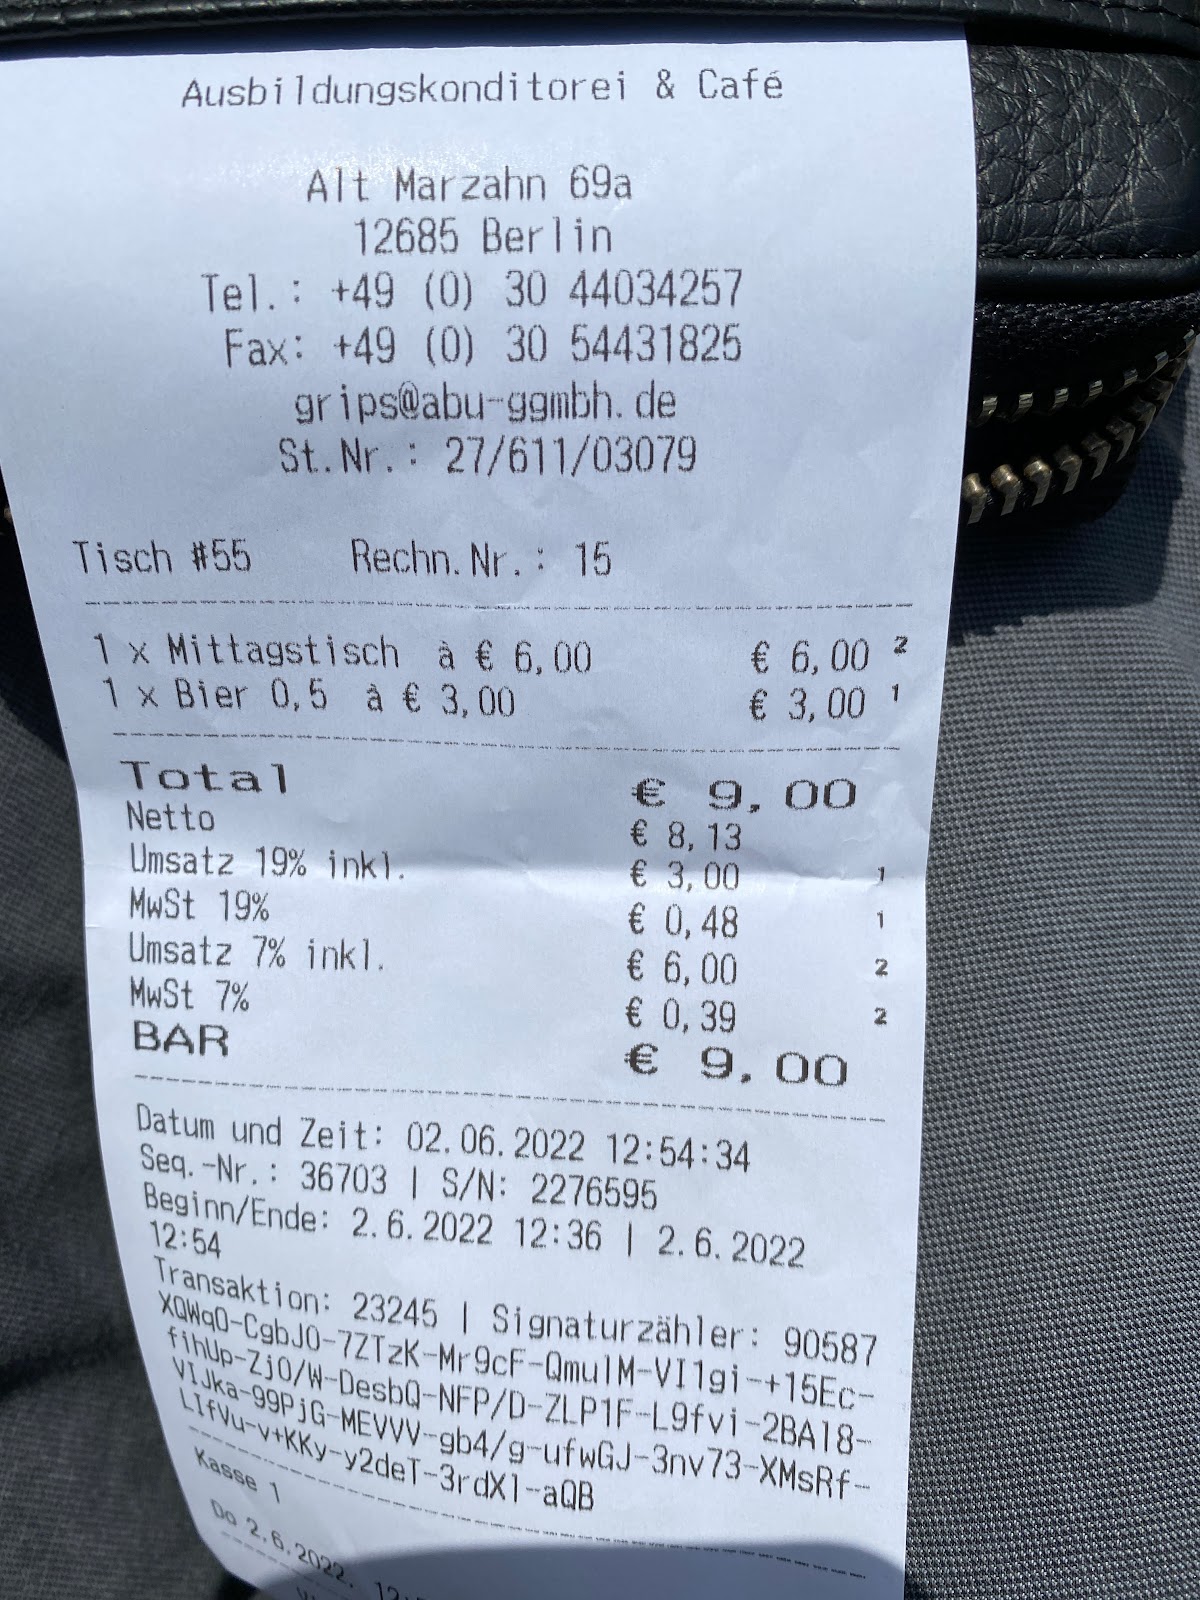 Ausbildungskonditorei & Café
Alt Marzahn 69a
12685 Berlin
Tel.: +49 (0) 30 44034257
Fax: +49 (0) 30 54431825
grips@abu-ggmbh.de
St.Nr.: 27/611/03079
Tisch #55 Rechn.Nr.: 15
1 x Mittagstisch à € 6,00 € 6,00 2
1 x Bier 0,5 à € 3,00 € 3,00 1
Total € 9,00
Netto € 8,13
Umsatz 19% inkl. € 3,00 1
MwSt 19% € 0,48 1
Umsatz 7% inkl. € 6,00 2
MwSt 7% € 0,39 2
BAR € 9,00
Datum und Zeit: 02.06.2022 12:54:34
Seq.-Nr.: 36703 | S/N: 2276595
Beginn/Ende: 2.6.2022 12:36 | 2.6.2022
12:54
Transaktion: 23245 | Signaturzähler: 90587
XQWqO-CgbJO-7ZTzK-Mr9cF-QmulM-VI1gi-+15Ec-
fihUp-ZjO/W-DesbQ-NFP/D-ZLP1F-L9fvi-2BAl8-
VIJka-99PjG-MEVVV-gb4/g-ufwGJ-3nv73-XMsRf-
LIfVu-v+KKy-y2deT-3rdXl-aQB
Kasse 1
Do 2.6.2022,